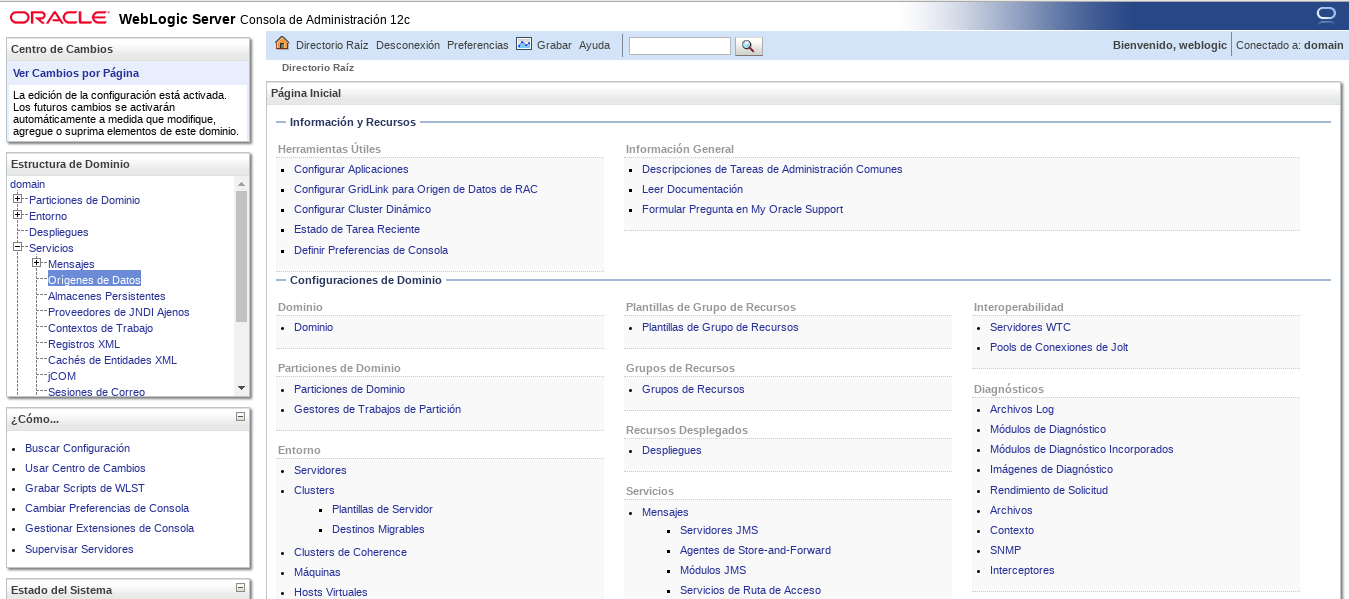 ORACLE WebLogic Server Consola de Administración 12c
Centro de Cambios
Ver Cambios por Página
La edición de la configuración está activada.
Los futuros cambios se activarán
automáticamente a medida que modifique,
agregue o suprima elementos de este dominio.
Estructura de Dominio
domain
Particiones de Dominio
Entorno
Despliegues
Servicios
Mensajes
Orígenes de Datos
Almacenes Persistentes
Proveedores de JNDI Ajenos
Contextos de Trabajo
Registros XML
Cachés de Entidades XML
jCOM
Sesiones de Correo
¿Cómo...
Buscar Configuración
Usar Centro de Cambios
Grabar Scripts de WLST
Cambiar Preferencias de Consola
Gestionar Extensiones de Consola
Supervisar Servidores
Estado del Sistema
Directorio Raíz Desconexión Preferencias Grabar Ayuda
Bienvenido, weblogic Conectado a: domain
Directorio Raíz
Página Inicial
Información y Recursos
Herramientas Útiles
Configurar Aplicaciones
Configurar GridLink para Origen de Datos de RAC
Configurar Cluster Dinámico
Estado de Tarea Reciente
Definir Preferencias de Consola
Información General
Descripciones de Tareas de Administración Comunes
Leer Documentación
Formular Pregunta en My Oracle Support
Configuraciones de Dominio
Dominio
Dominio
Particiones de Dominio
Particiones de Dominio
Gestores de Trabajos de Partición
Entorno
Servidores
Clusters
Plantillas de Servidor
Destinos Migrables
Clusters de Coherence
Máquinas
Hosts Virtuales
Plantillas de Grupo de Recursos
Plantillas de Grupo de Recursos
Grupos de Recursos
Grupos de Recursos
Recursos Desplegados
Despliegues
Servicios
Mensajes
Servidores JMS
Agentes de Store-and-Forward
Módulos JMS
Servicios de Ruta de Acceso
Interoperabilidad
Servidores WTC
Pools de Conexiones de Jolt
Diagnósticos
Archivos Log
Módulos de Diagnóstico
Módulos de Diagnóstico Incorporados
Imágenes de Diagnóstico
Rendimiento de Solicitud
Archivos
Contexto
SNMP
Interceptores